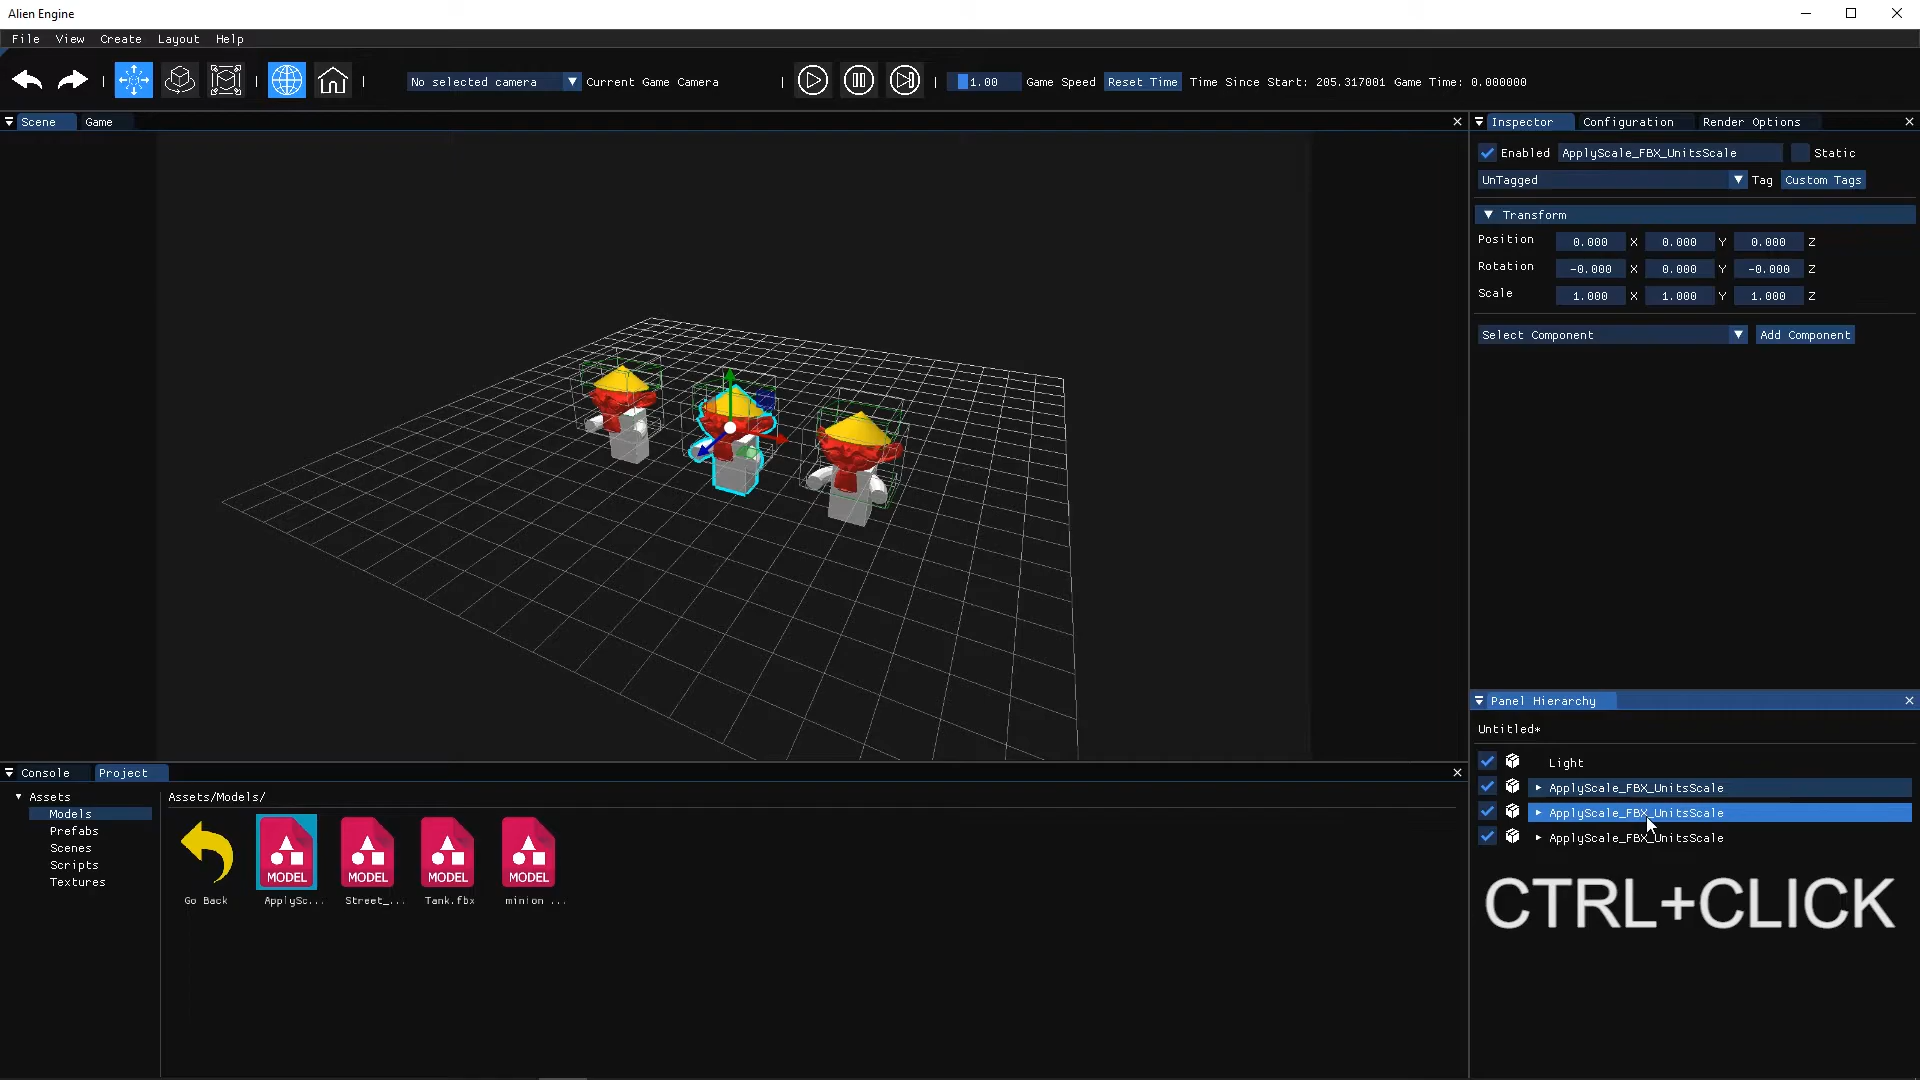 Alien Engine
File View Create Layout Help
No selected camera Current Game Camera 1.00 Game Speed Reset Time Time Since Start: 205.317001 Game Time: 0.000000
Scene Game
Inspector Configuration Render Options
Enabled ApplyScale_FBX_UnitsScale Static
UnTagged Tag Custom Tags
Transform
Position 0.000 X 0.000 Y 0.000 Z
Rotation -0.000 X 0.000 Y -0.000 Z
Scale 1.000 X 1.000 Y 1.000 Z
Select Component Add Component
Panel Hierarchy
Untitled*
Light
ApplyScale_FBX_UnitsScale
ApplyScale_FBX_UnitsScale
ApplyScale_FBX_UnitsScale
CTRL+CLICK
Console Project
Assets
Models
Prefabs
Scenes
Scripts
Textures
Assets/Models/
MODEL MODEL MODEL MODEL
Go Back ApplySc... Street_... Tank.fbx minion ...